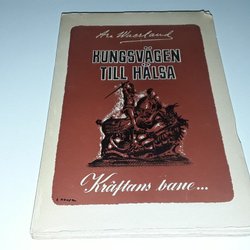 Are Waerland
KUNGSVÄGEN
TILL HÄLSA
Kräftans bane...